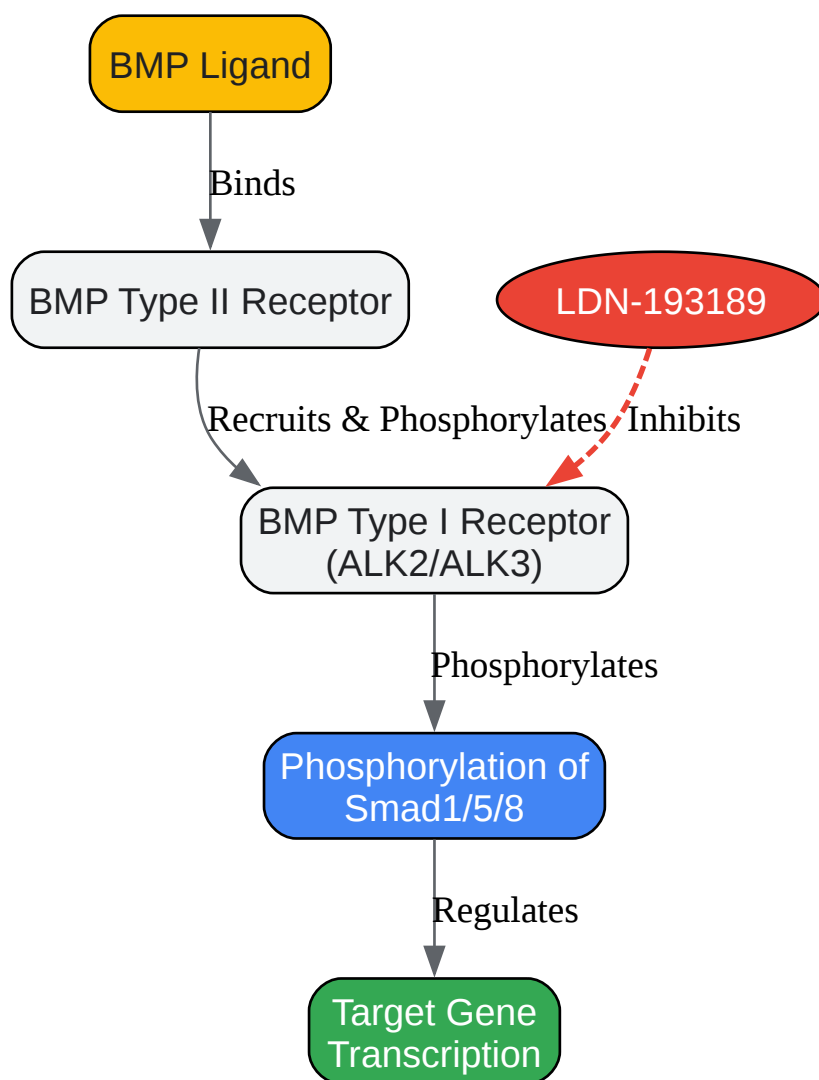 BMP Ligand
Binds
BMP Type II Receptor
LDN-193189
Recruits & Phosphorylates
Inhibits
BMP Type I Receptor
(ALK2/ALK3)
Phosphorylates
Phosphorylation of
Smad1/5/8
Regulates
Target Gene
Transcription